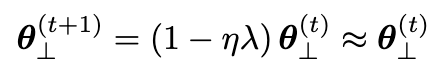 𝜽⊥^(t+1) = (1 − ηλ) 𝜽⊥^(t) ≈ 𝜽⊥^(t)